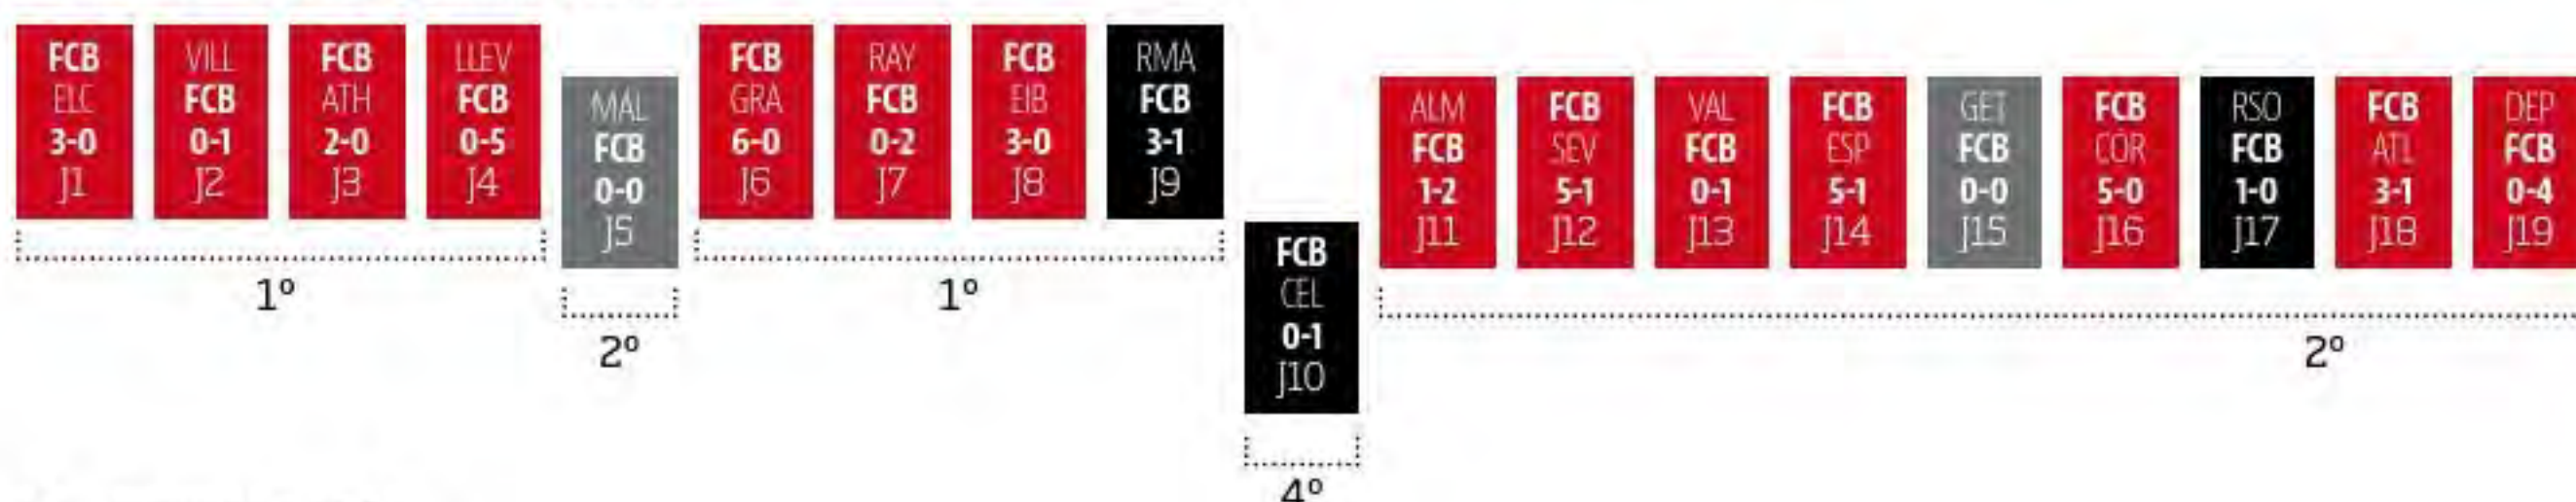 FCB
ELC
3-0
J1
VILL
FCB
0-1
J2
FCB
ATH
2-0
J3
LLEV
FCB
0-5
J4
MÀL
FCB
0-0
J5
FCB
GRA
6-0
J6
RAY
FCB
0-2
J7
FCB
EIB
3-0
J8
RMA
FCB
3-1
J9
FCB
CEL
0-1
J10
ALM
FCB
1-2
J11
FCB
SEV
5-1
J12
VAL
FCB
0-1
J13
FCB
ESP
5-1
J14
GET
FCB
0-0
J15
FCB
CÒR
5-0
J16
RSO
FCB
1-0
J17
FCB
ATL
3-1
J18
DEP
FCB
0-4
J19
1º
2º
1º
4º
2º